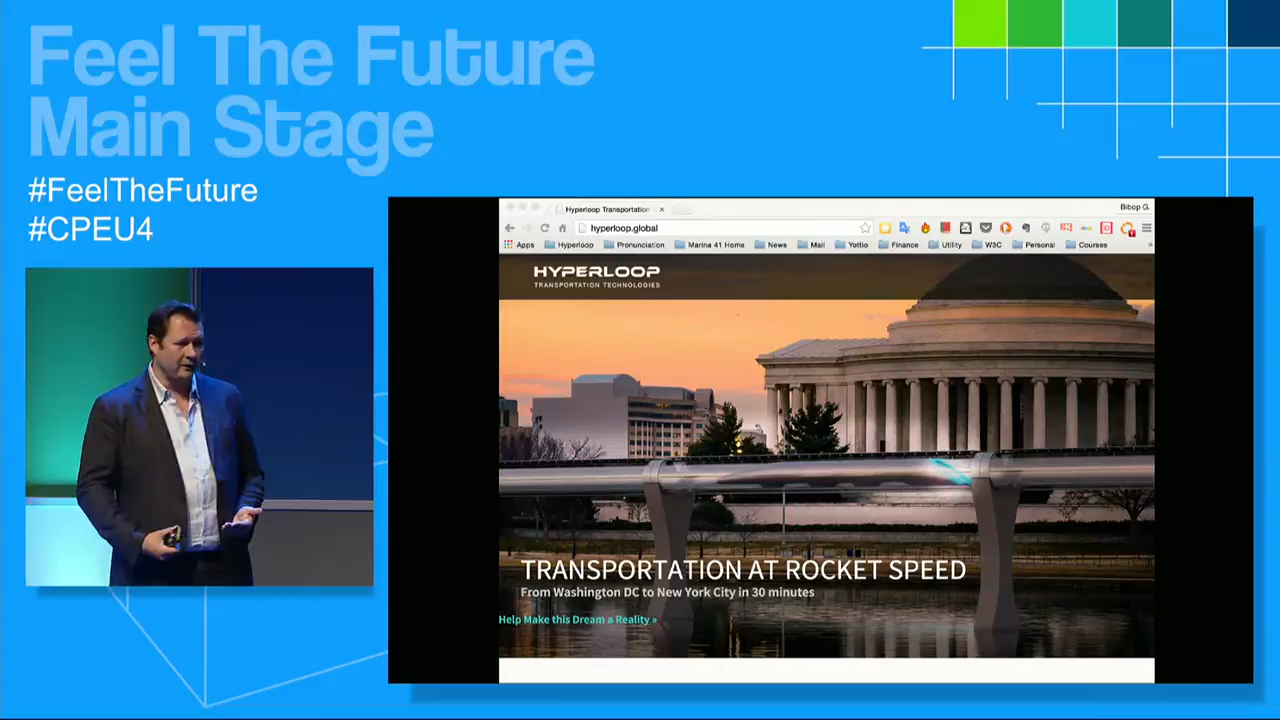 Feel The Future
Main Stage
#FeelTheFuture
#CPEU4
Hyperloop Transportation
Bibop G.
hyperloop.global
Apps Hyperloop Pronunciation Marina 41 Home News Mail Yottio Finance Utility W3C Personal Courses »
HYPERLOOP
TRANSPORTATION TECHNOLOGIES
TRANSPORTATION AT ROCKET SPEED
From Washington DC to New York City in 30 minutes
Help Make this Dream a Reality »